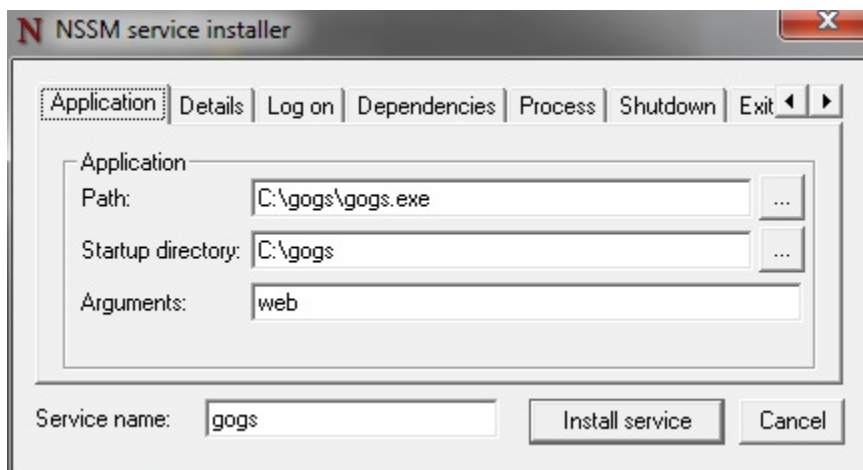 NSSM service installer
Application Details Log on Dependencies Process Shutdown Exit
Application
Path: C:\gogs\gogs.exe ...
Startup directory: C:\gogs ...
Arguments: web
Service name: gogs Install service Cancel